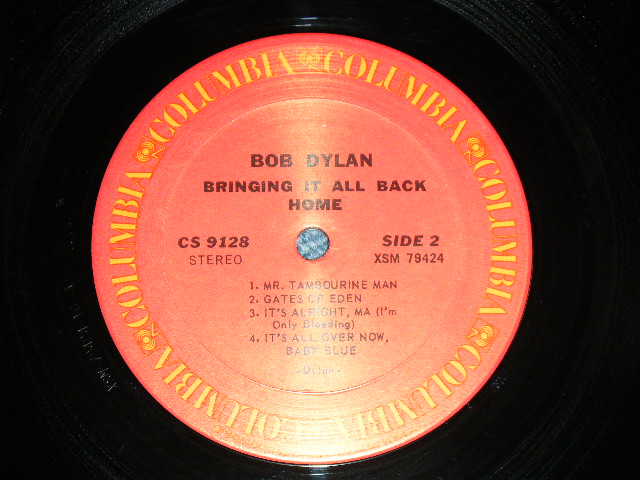 COLUMBIA COLUMBIA COLUMBIA COLUMBIA COLUMBIA COLUMBIA
BOB DYLAN
BRINGING IT ALL BACK
HOME
CS 9128
STEREO
SIDE 2
XSM 79424
1. MR. TAMBOURINE MAN
2. GATES OF EDEN
3. IT'S ALRIGHT, MA (I'm
Only Bleeding)
4. IT'S ALL OVER NOW,
BABY BLUE
-Dylan-